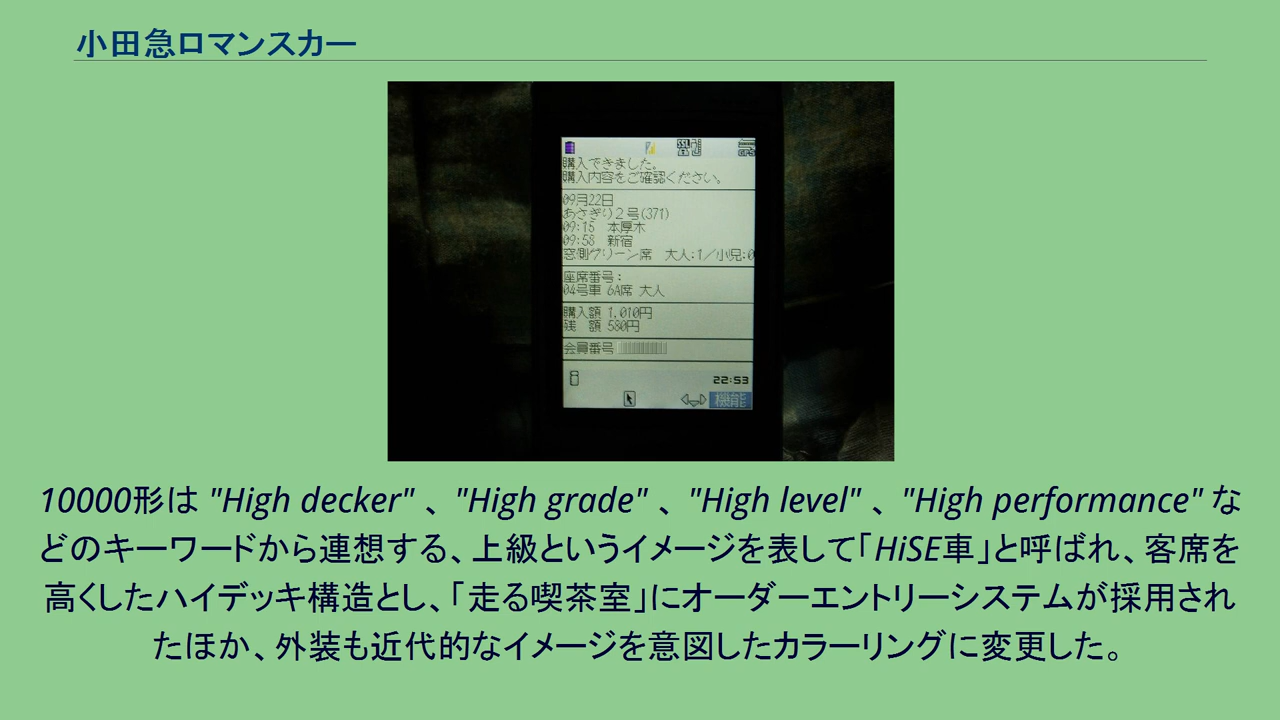 小田急ロマンスカー
購入できました。
購入内容をご確認ください。
09月22日
あさぎり2号(371)
09:15 本厚木
09:58 新宿
窓側グリーン席 大人:1/小児:0
座席番号:
04号車 6A席 大人
購入額 1,010円
残 額 580円
会員番号
22:53
機能
10000形は "High decker" 、"High grade" 、"High level" 、"High performance" な
どのキーワードから連想する、上級というイメージを表して「HiSE車」と呼ばれ、客席を
高くしたハイデッキ構造とし、「走る喫茶室」にオーダーエントリーシステムが採用され
たほか、外装も近代的なイメージを意図したカラーリングに変更した。